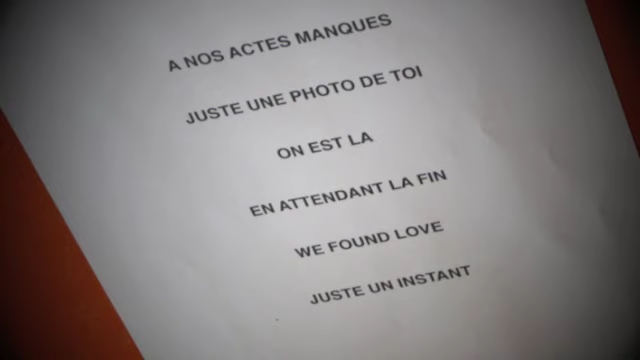 A NOS ACTES MANQUES
JUSTE UNE PHOTO DE TOI
ON EST LA
EN ATTENDANT LA FIN
WE FOUND LOVE
JUSTE UN INSTANT